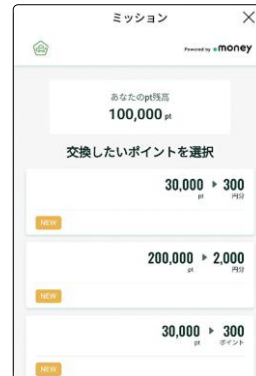 ミッション
Powered by .money
あなたのpt残高
100,000 pt
交換したいポイントを選択
30,000 ▶ 300
pt 円分
NEW
200,000 ▶ 2,000
pt 円分
NEW
30,000 ▶ 300
pt ポイント
NEW